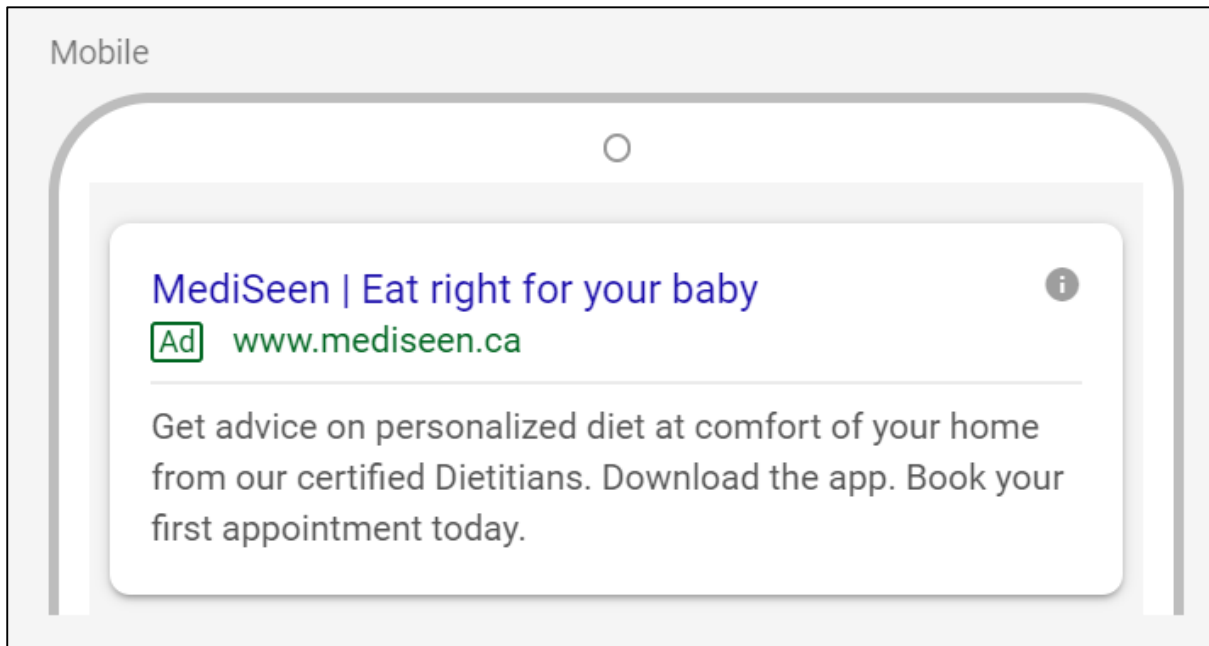 Mobile
MediSeen | Eat right for your baby
Ad www.mediseen.ca
Get advice on personalized diet at comfort of your home
from our certified Dietitians. Download the app. Book your
first appointment today.